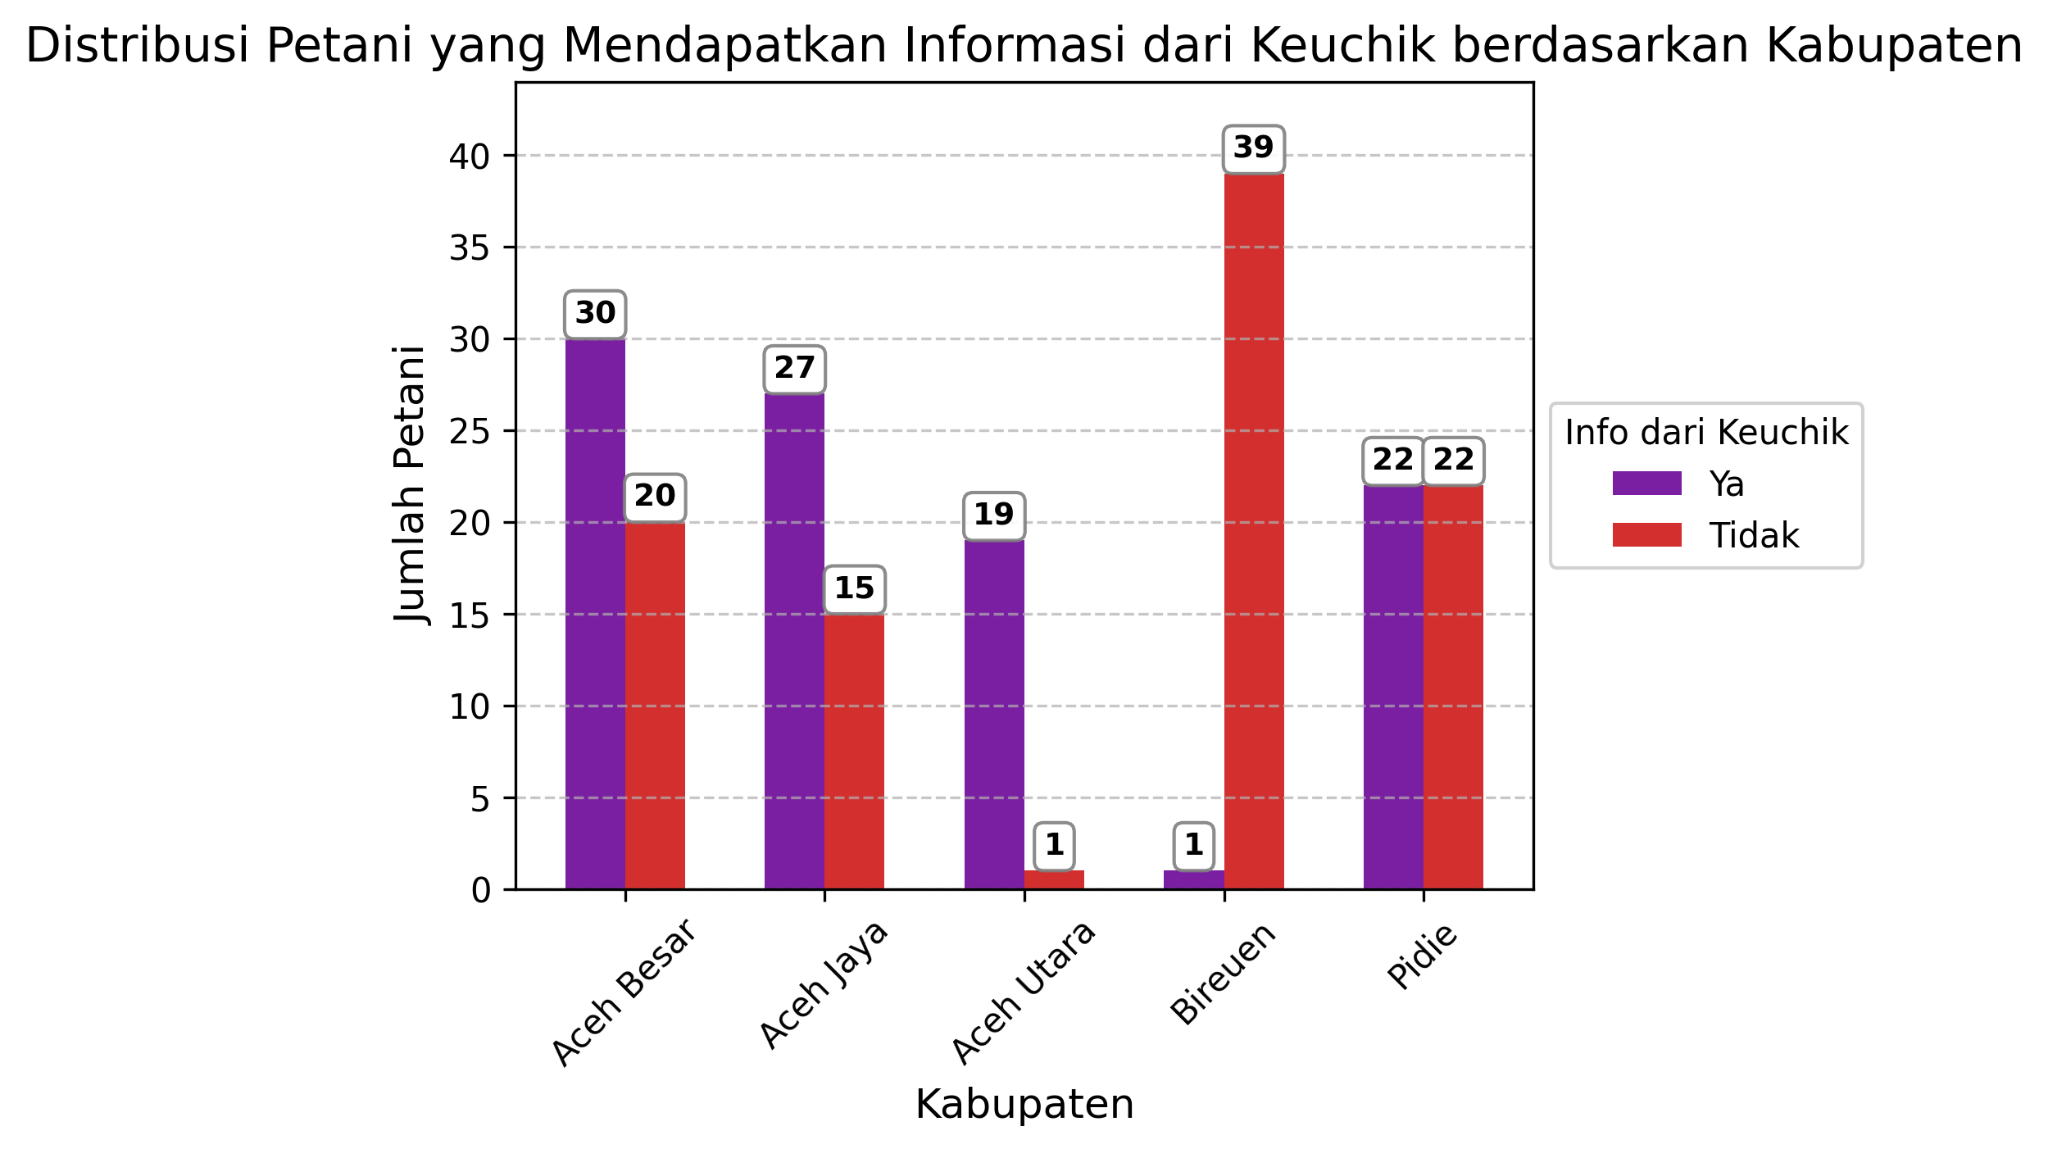 Distribusi Petani yang Mendapatkan Informasi dari Keuchik berdasarkan Kabupaten
Jumlah Petani
40
35
30
25
20
15
10
5
0
30
20
27
15
19
1
1
39
22
22
Info dari Keuchik
Ya
Tidak
Aceh Besar
Aceh Jaya
Aceh Utara
Bireuen
Pidie
Kabupaten